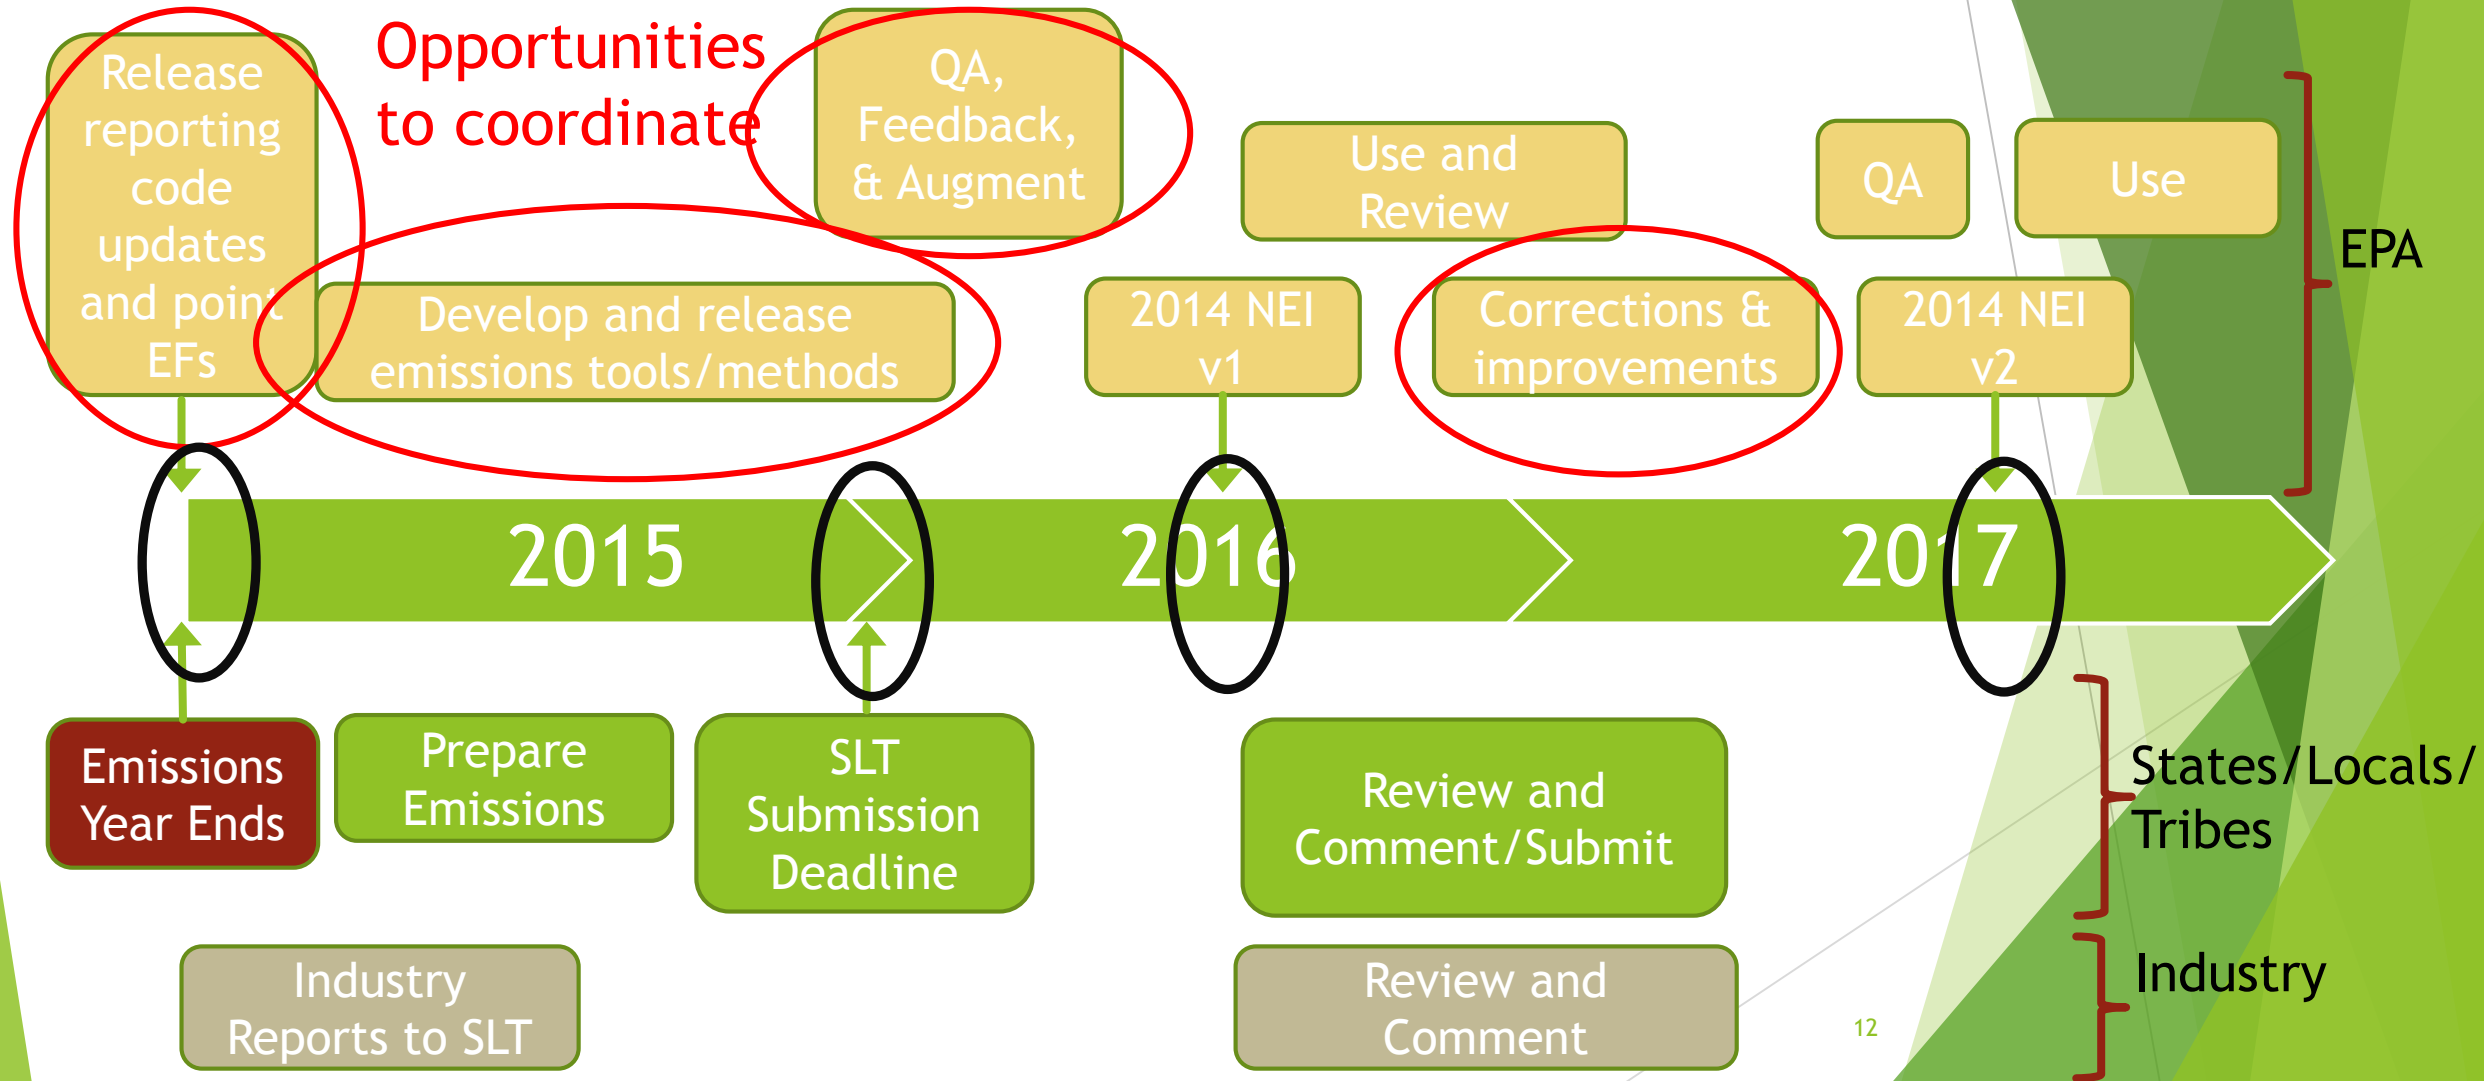 Release
reporting
code
updates
and point
EFs
Opportunities
to coordinate
QA,
Feedback,
& Augment
Use and
Review
QA
Use
EPA
Develop and release
emissions tools/methods
2014 NEI
v1
Corrections &
improvements
2014 NEI
v2
2015
2016
2017
Emissions
Year Ends
Prepare
Emissions
SLT
Submission
Deadline
Review and
Comment/Submit
States/Locals/
Tribes
Industry
Reports to SLT
Review and
Comment
Industry
12